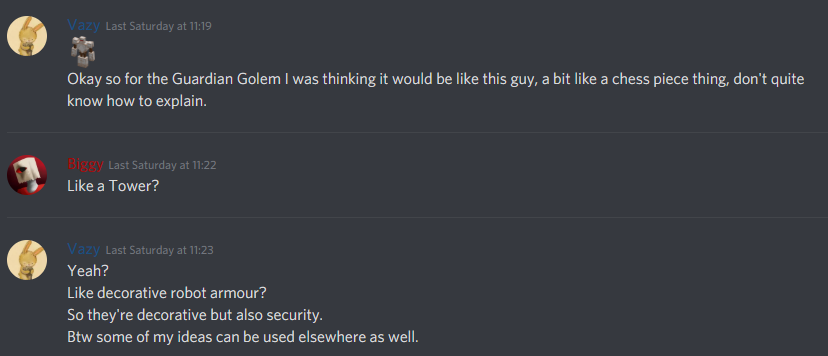 Vazy Last Saturday at 11:19
Okay so for the Guardian Golem I was thinking it would be like this guy, a bit like a chess piece thing, don't quite
know how to explain.
Biggy Last Saturday at 11:22
Like a Tower?
Vazy Last Saturday at 11:23
Yeah?
Like decorative robot armour?
So they're decorative but also security.
Btw some of my ideas can be used elsewhere as well.